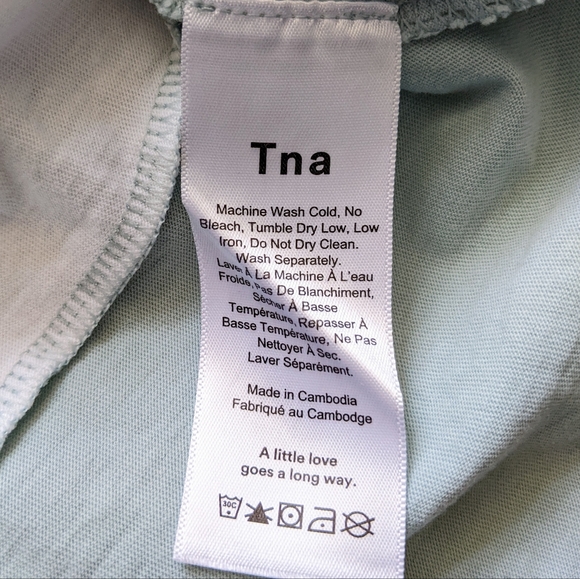 Tna
Machine Wash Cold, No
Bleach, Tumble Dry Low, Low
Iron, Do Not Dry Clean.
Wash Separately.
Laver À La Machine À L'eau
Froide, Pas De Blanchiment,
Sécher À Basse
Température, Repasser À
Basse Température, Ne Pas
Nettoyer À Sec.
Laver Séparément.
Made in Cambodia
Fabriqué au Cambodge
A little love
goes a long way.
30C